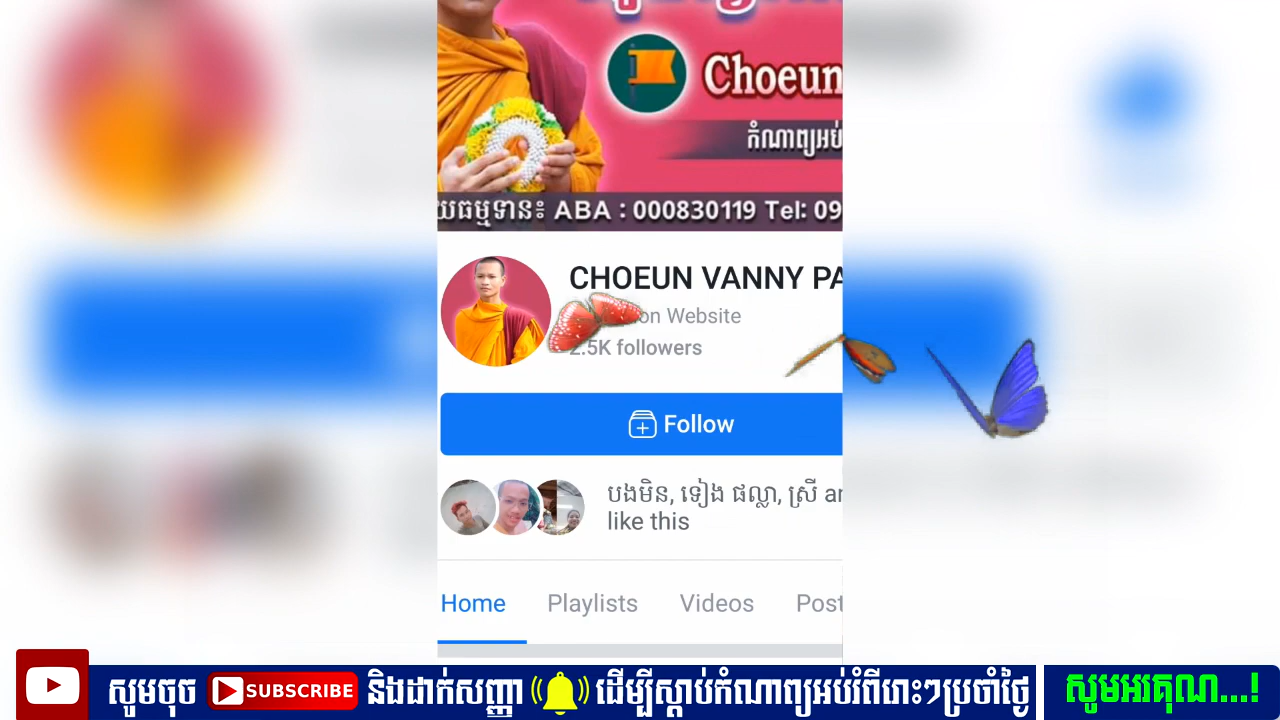 Choeun
កំណាព្យអប់
យធម្មទាន៖ ABA : 000830119 Tel: 09
CHOEUN VANNY PA
on Website
2.5K followers
Follow
បងមិន, ទៀង ផល្លា, ស្រី an
like this
Home Playlists Videos Post
សូមចុច SUBSCRIBE និងដាក់សញ្ញា ដើម្បីស្តាប់កំណាព្យអប់រំពីរោះៗប្រចាំថ្ងៃ សូមអរគុណ...!